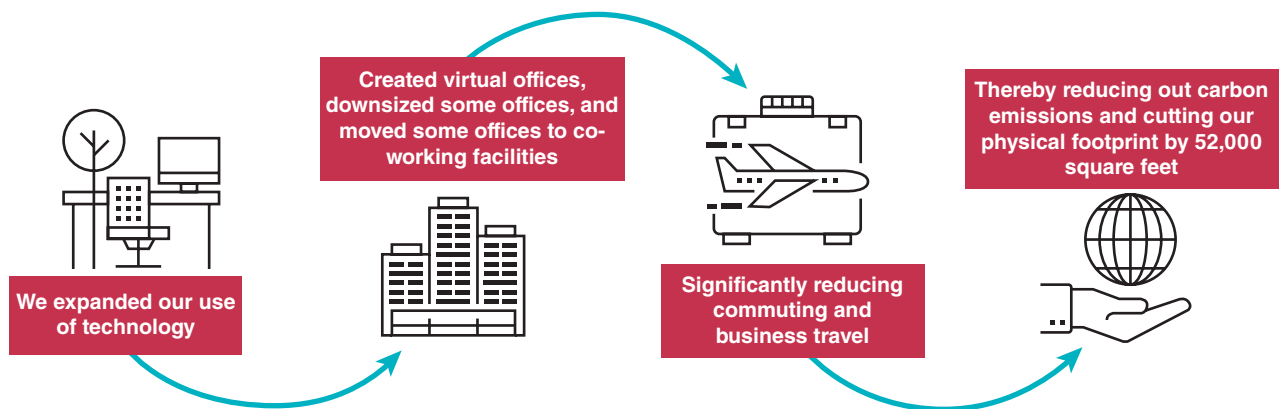 We expanded our use
of technology
Created virtual offices,
downsized some offices, and
moved some offices to co-
working facilities
Significantly reducing
commuting and
business travel
Thereby reducing out carbon
emissions and cutting our
physical footprint by 52,000
square feet